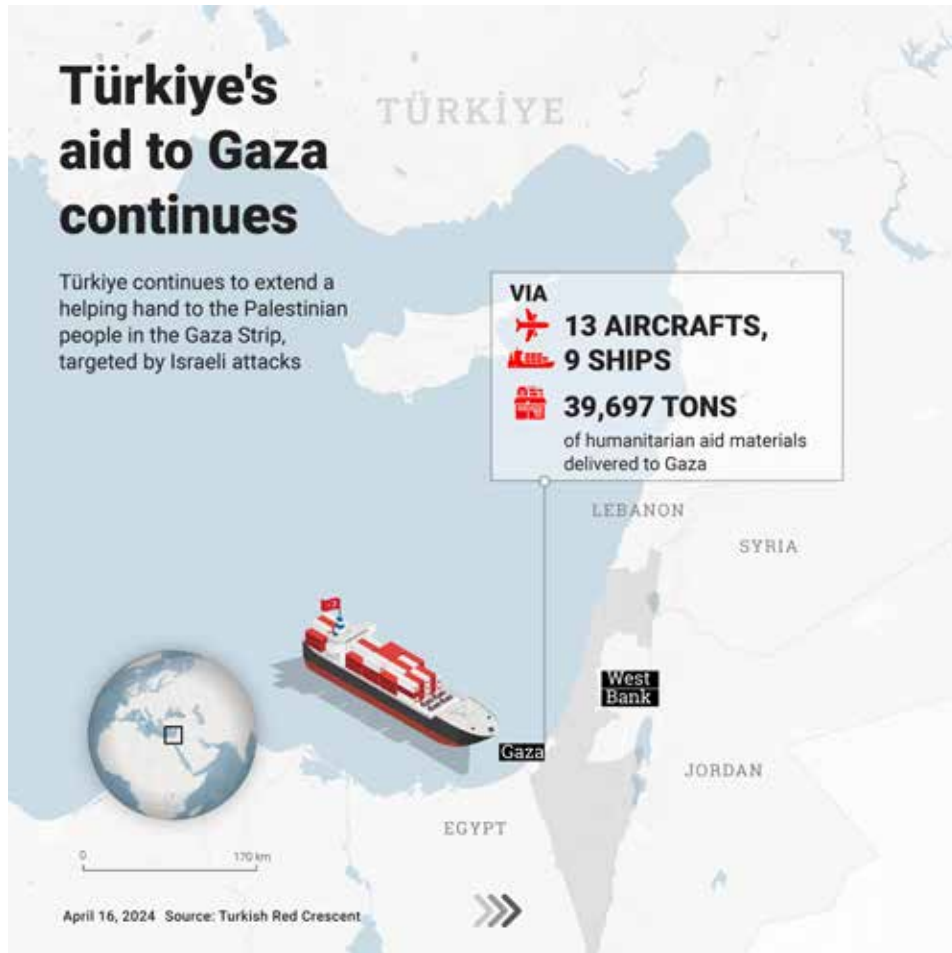 Türkiye's
aid to Gaza
continues
TÜRKİYE
Türkiye continues to extend a
helping hand to the Palestinian
people in the Gaza Strip,
targeted by Israeli attacks
VIA
13 AIRCRAFTS,
9 SHIPS
39,697 TONS
of humanitarian aid materials
delivered to Gaza
LEBANON
SYRIA
West
Bank
Gaza
JORDAN
EGYPT
0
170 km
April 16, 2024 Source: Turkish Red Crescent